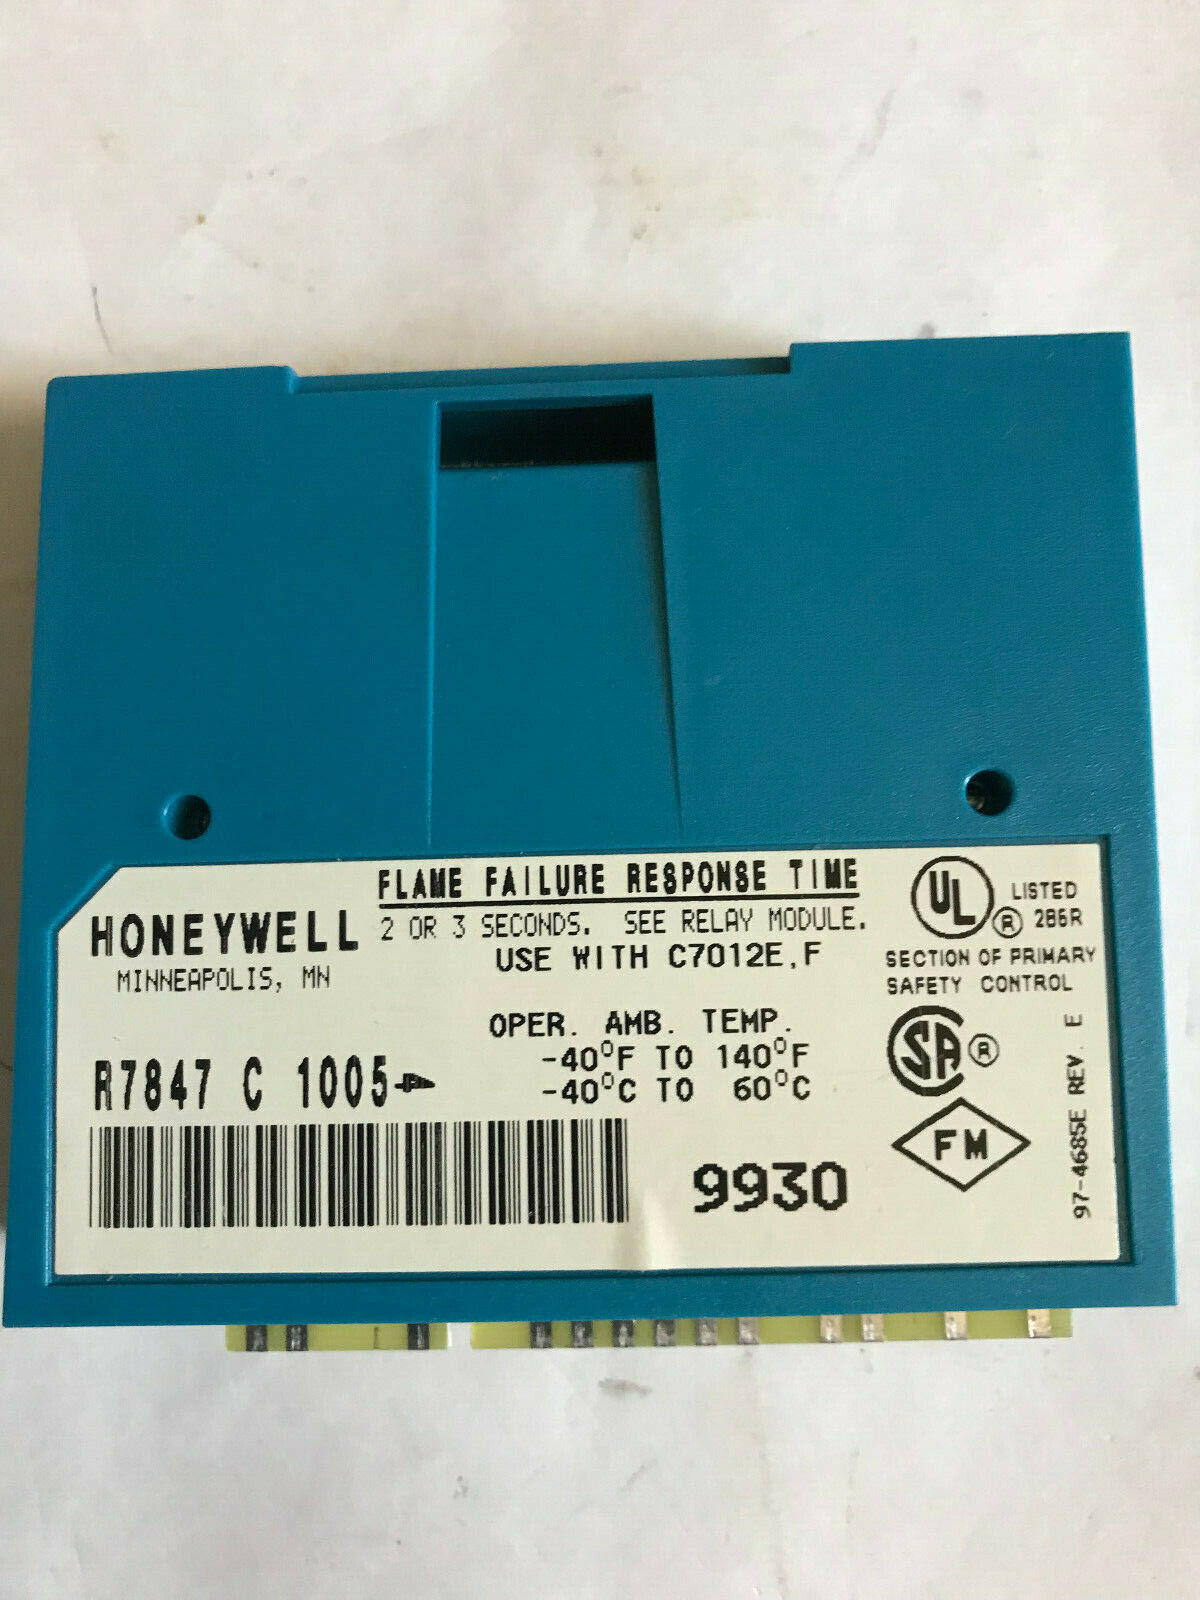 FLAME FAILURE RESPONSE TIME
HONEYWELL
2 OR 3 SECONDS. SEE RELAY MODULE.
MINNEAPOLIS, MN
USE WITH C7012E,F
OPER. AMB. TEMP.
-40°F TO 140°F
-40°C TO 60°C
R7847 C 1005
9930
UL ®
LISTED
286R
SECTION OF PRIMARY
SAFETY CONTROL
SA ®
FM
97-4685E REV. E